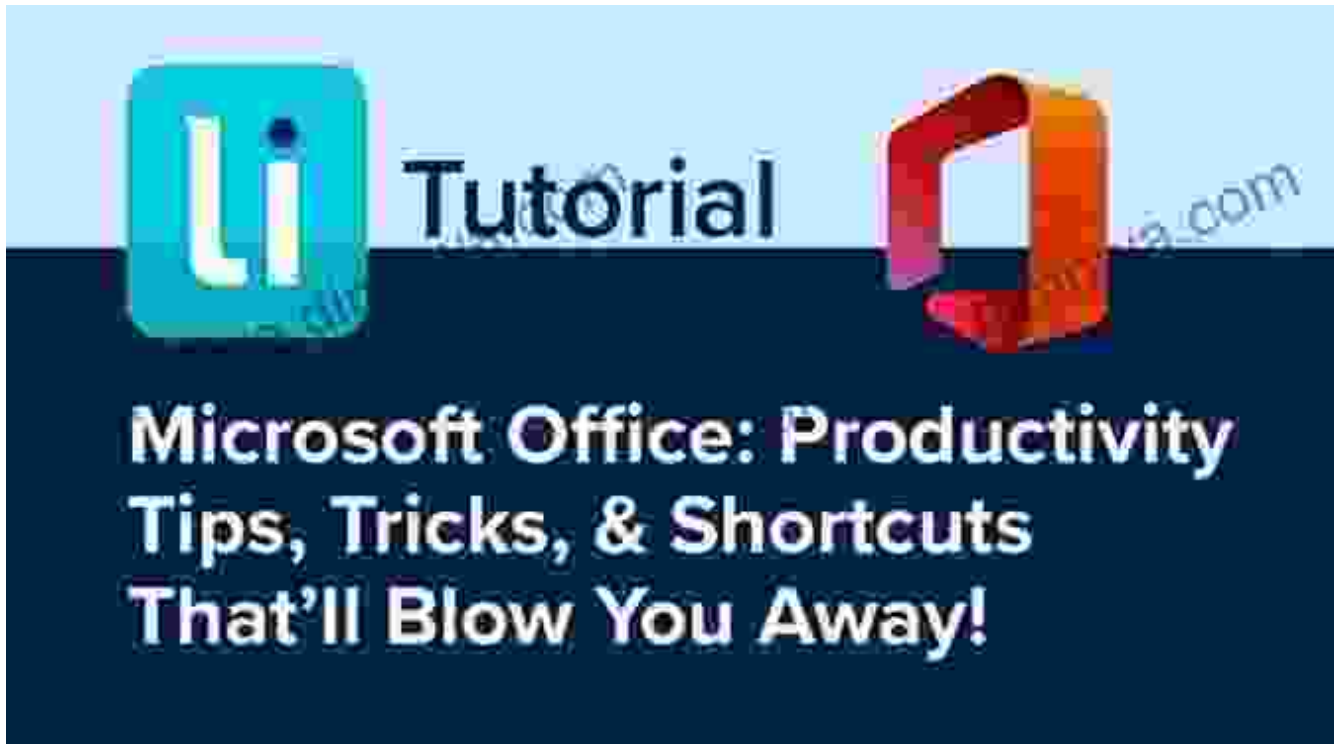 Li
Tutorial
Microsoft Office: Productivity
Tips, Tricks, & Shortcuts
That’ll Blow You Away!